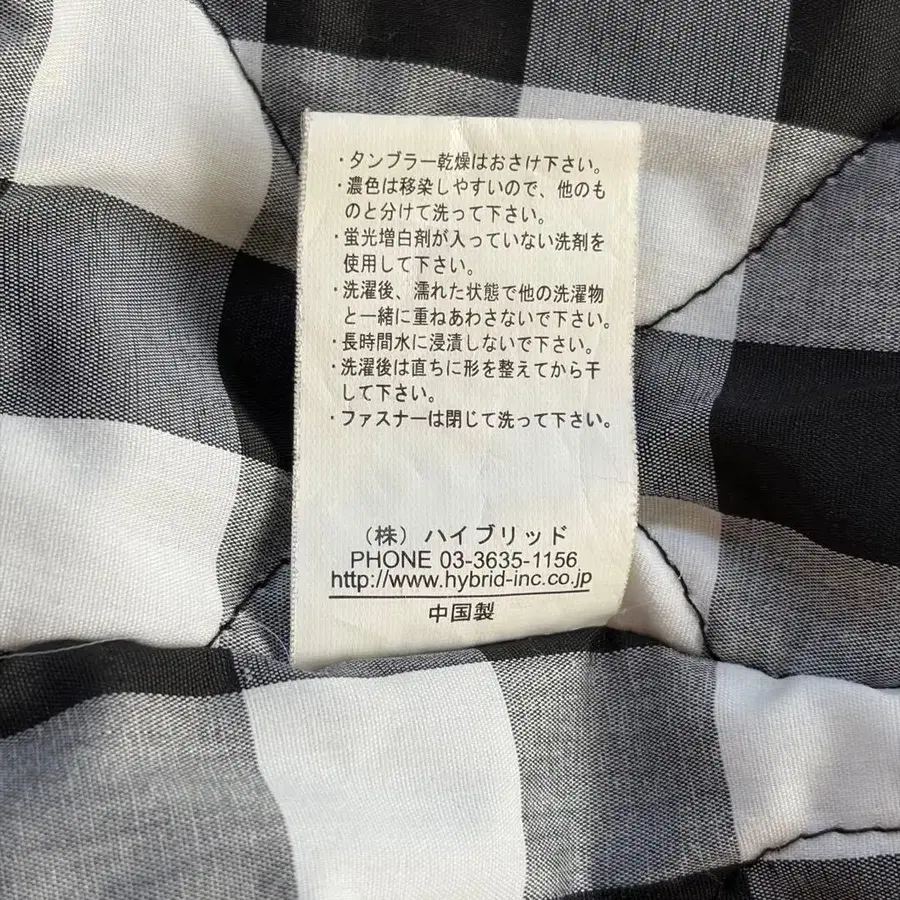 ・タンブラー乾燥はおさけ下さい。
・濃色は移染しやすいので、他のも
のと分けて洗って下さい。
・蛍光増白剤が入っていない洗剤を
使用して下さい。
・洗濯後、濡れた状態で他の洗濯物
と一緒に重ねあわさないで下さい。
・長時間水に浸漬しないで下さい。
・洗濯後は直ちに形を整えてから干
して下さい。
・ファスナーは閉じて洗って下さい。
（株）ハイブリッド
PHONE 03-3635-1156
http://www.hybrid-inc.co.jp
中国製